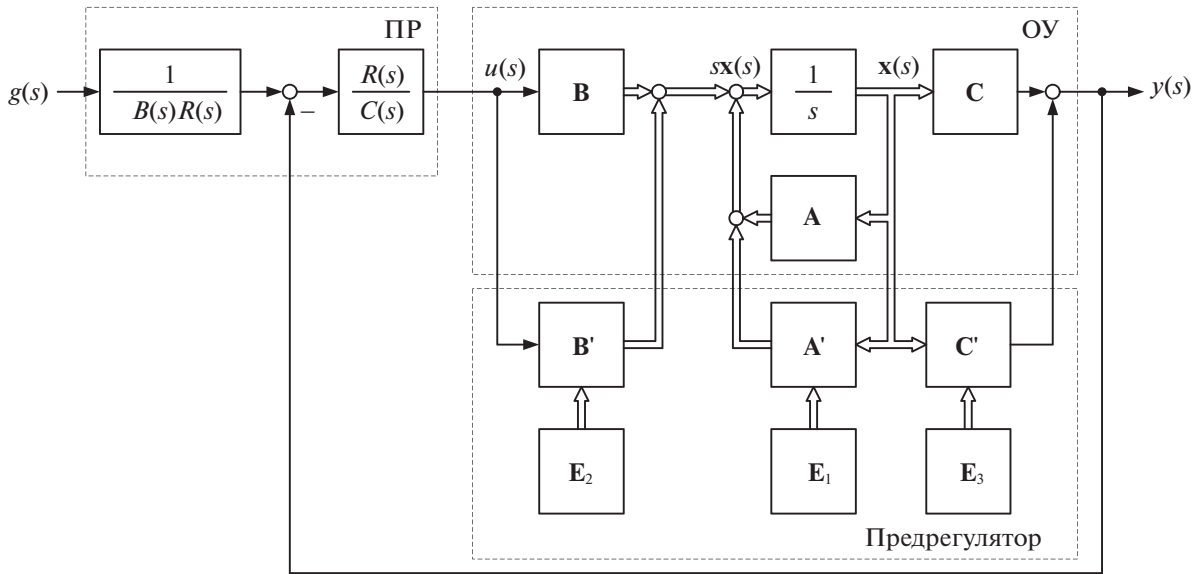 ПР
ОУ
g(s)
1
B(s)R(s)
–
R(s)
C(s)
u(s)
B
sx(s)
1
s
x(s)
C
y(s)
A
B'
A'
C'
E₂
E₁
E₃
Предрегулятор